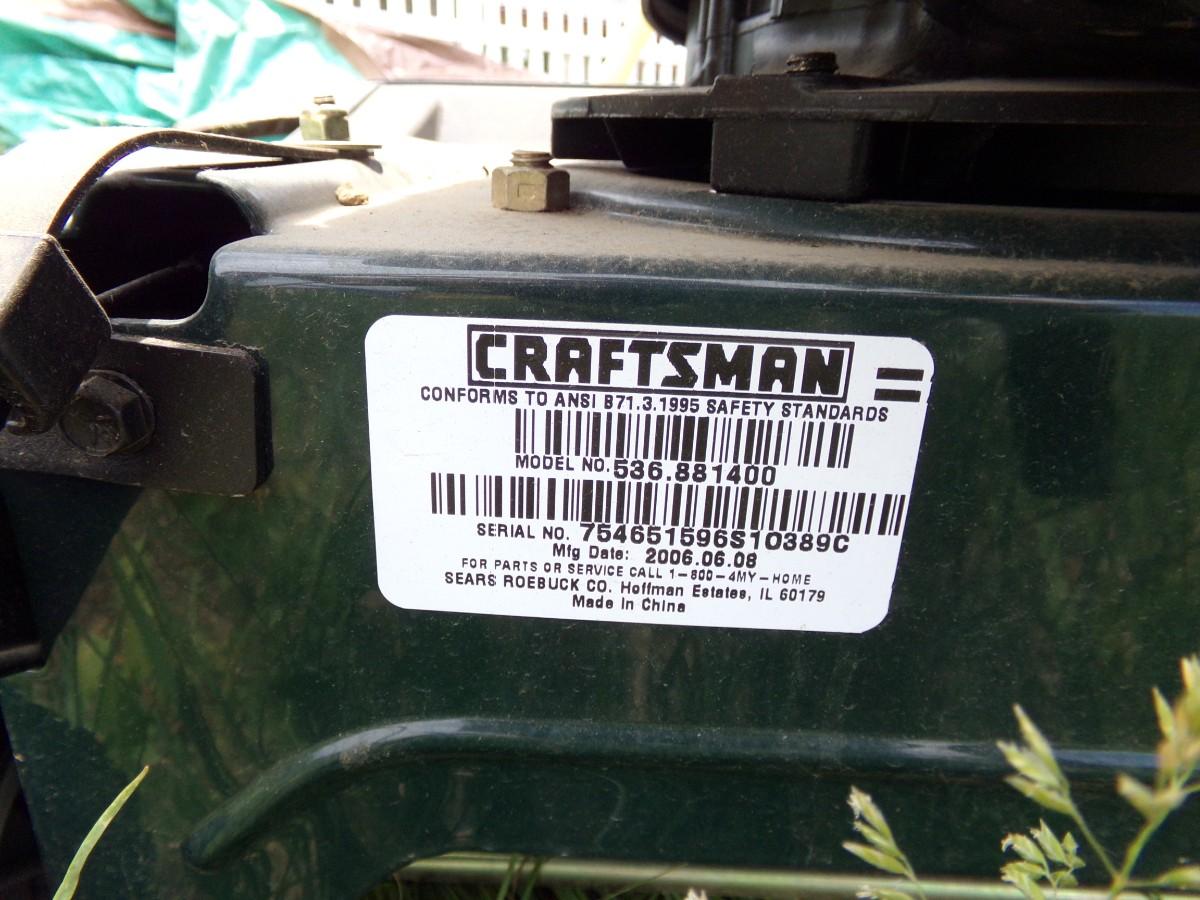 CRAFTSMAN
CONFORMS TO ANSI B71.3.1995 SAFETY STANDARDS
MODEL NO. 536.881400
SERIAL NO. 754651596S10389C
Mfg Date: 2006.06.08
FOR PARTS OR SERVICE CALL 1-800-4MY-HOME
SEARS ROEBUCK CO. Hoffman Estates, IL 60179
Made in China